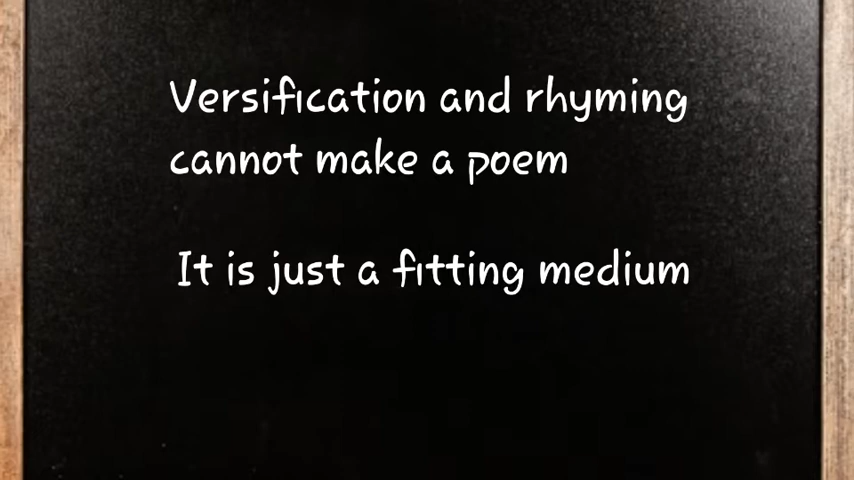 Versification and rhyming
cannot make a poem
It is just a fitting medium